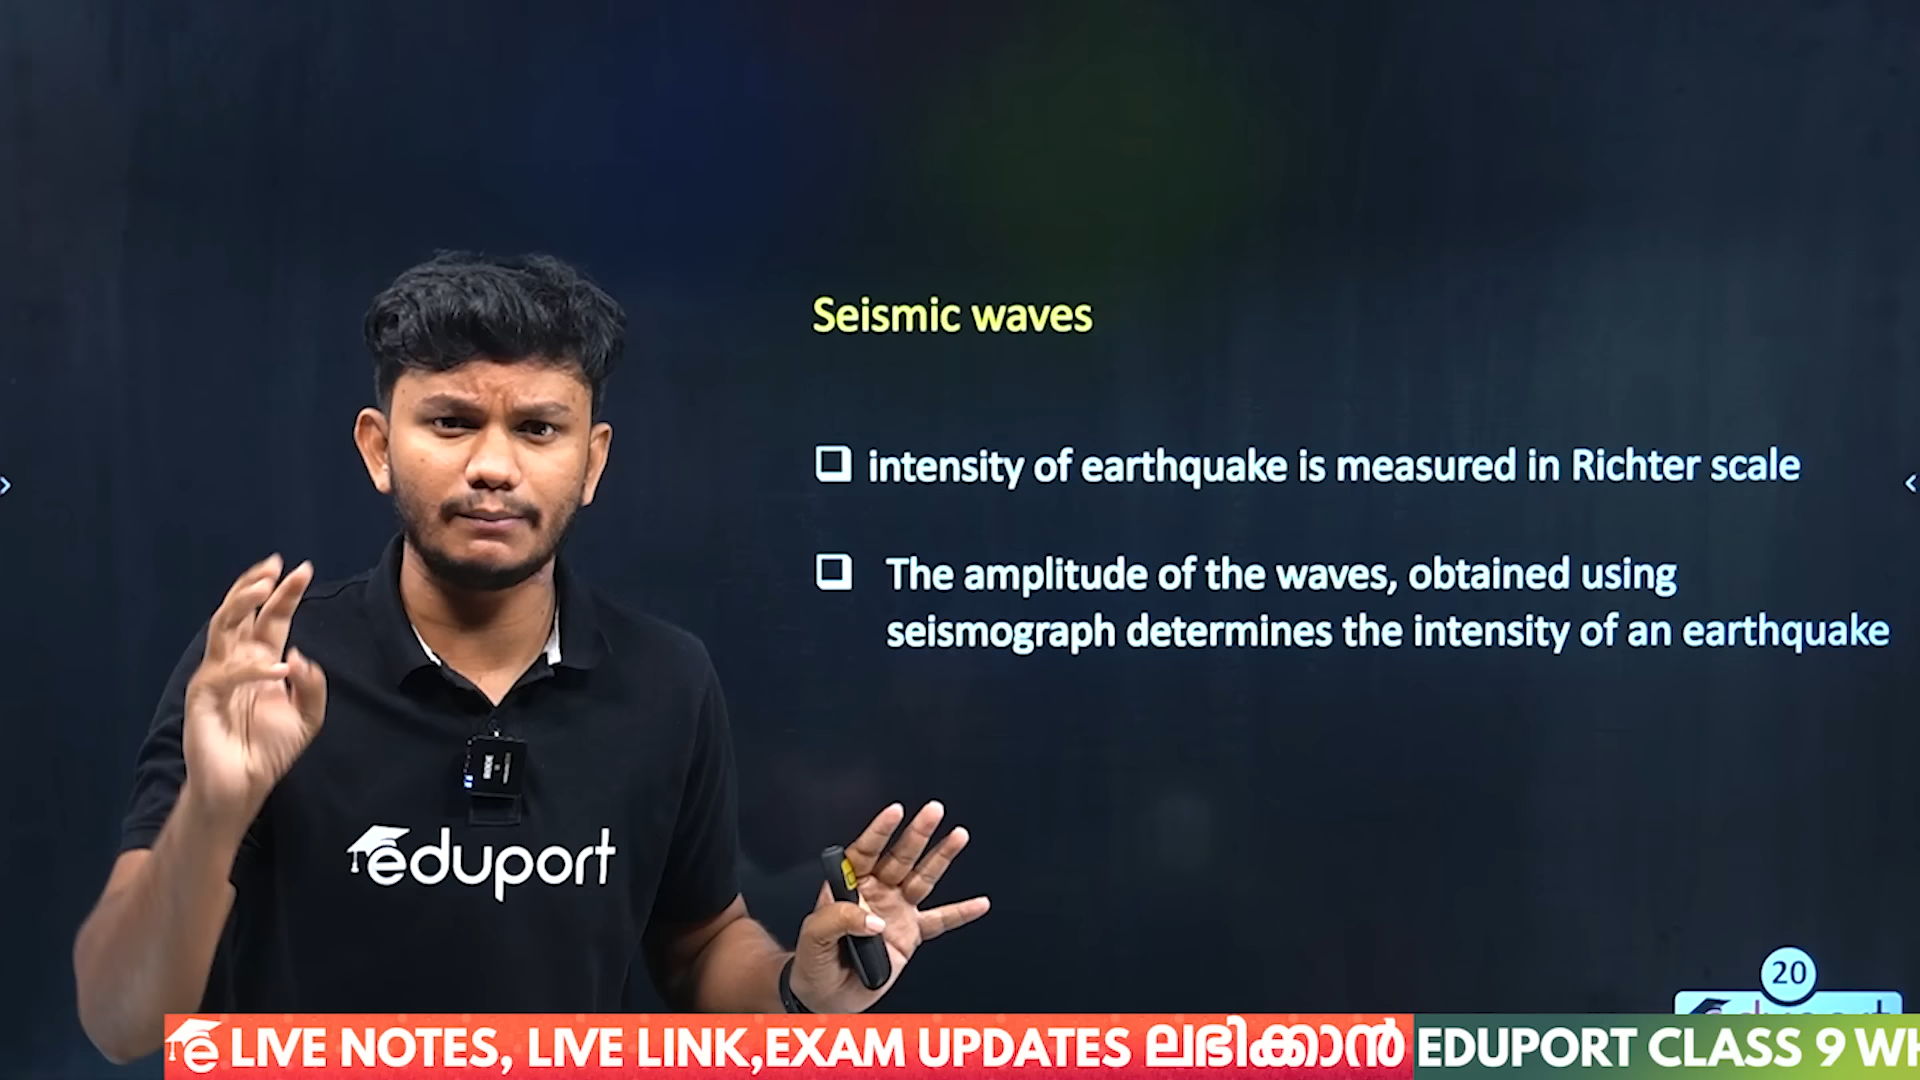 Seismic waves
intensity of earthquake is measured in Richter scale
The amplitude of the waves, obtained using
seismograph determines the intensity of an earthquake
RODE
eduport
20
LIVE NOTES, LIVE LINK,EXAM UPDATES ലഭിക്കാൻ EDUPORT CLASS 9